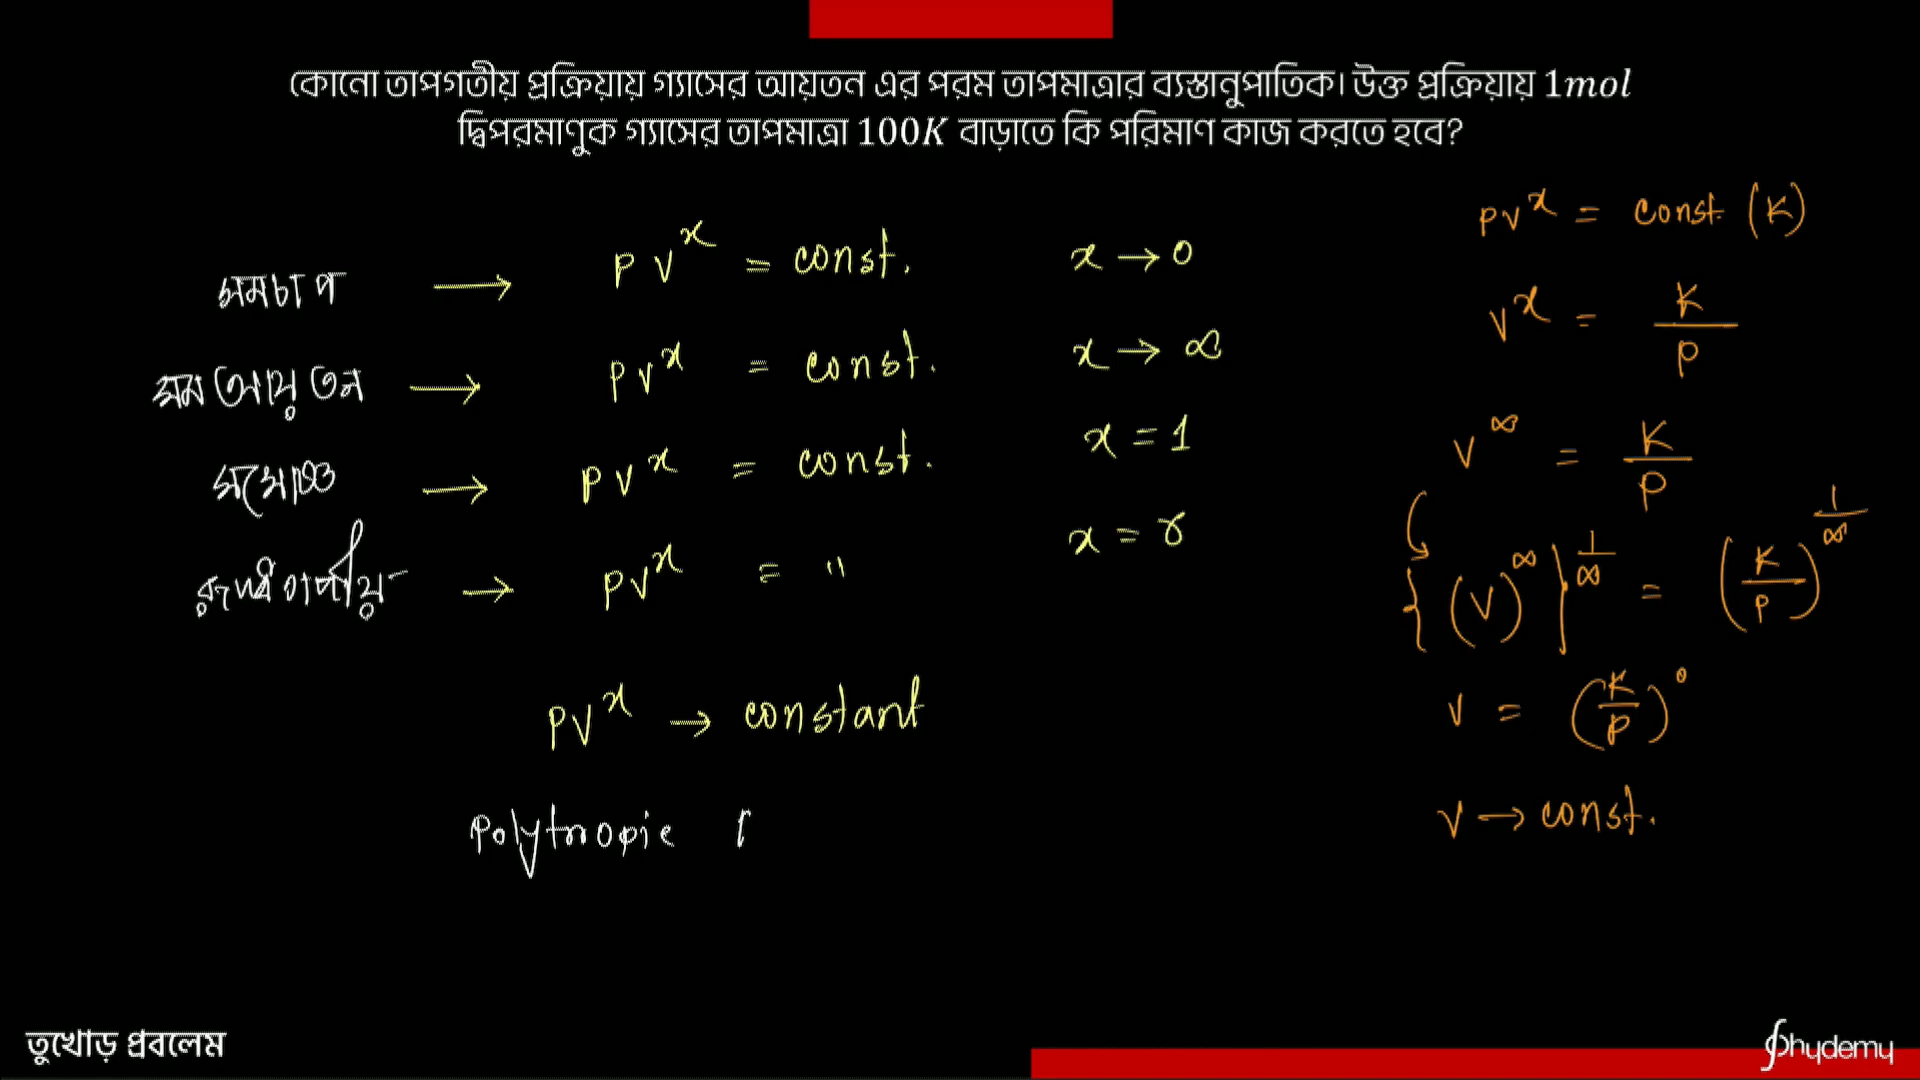 কোনো তাপগতীয় প্রক্রিয়ায় গ্যাসের আয়তন এর পরম তাপমাত্রার ব্যস্তানুপাতিক। উক্ত প্রক্রিয়ায় 1mol
দ্বিপরমাণুক গ্যাসের তাপমাত্রা 100K বাড়াতে কি পরিমাণ কাজ করতে হবে?
সমচাপ → PV^x = const. x → 0
সমআয়তন → PV^x = const. x → ∞
সমোষ্ণ → PV^x = const. x = 1
রুদ্ধতাপীয় → PV^x = " x = γ
PV^x → constant
Polytropic [
PV^x = const. (K)
V^x = K/P
V^∞ = K/P
{(V)^∞}^1/∞ = (K/P)^1/∞
V = (K/P)^0
V → const.
তুখোড় প্রবলেম
Phydemy